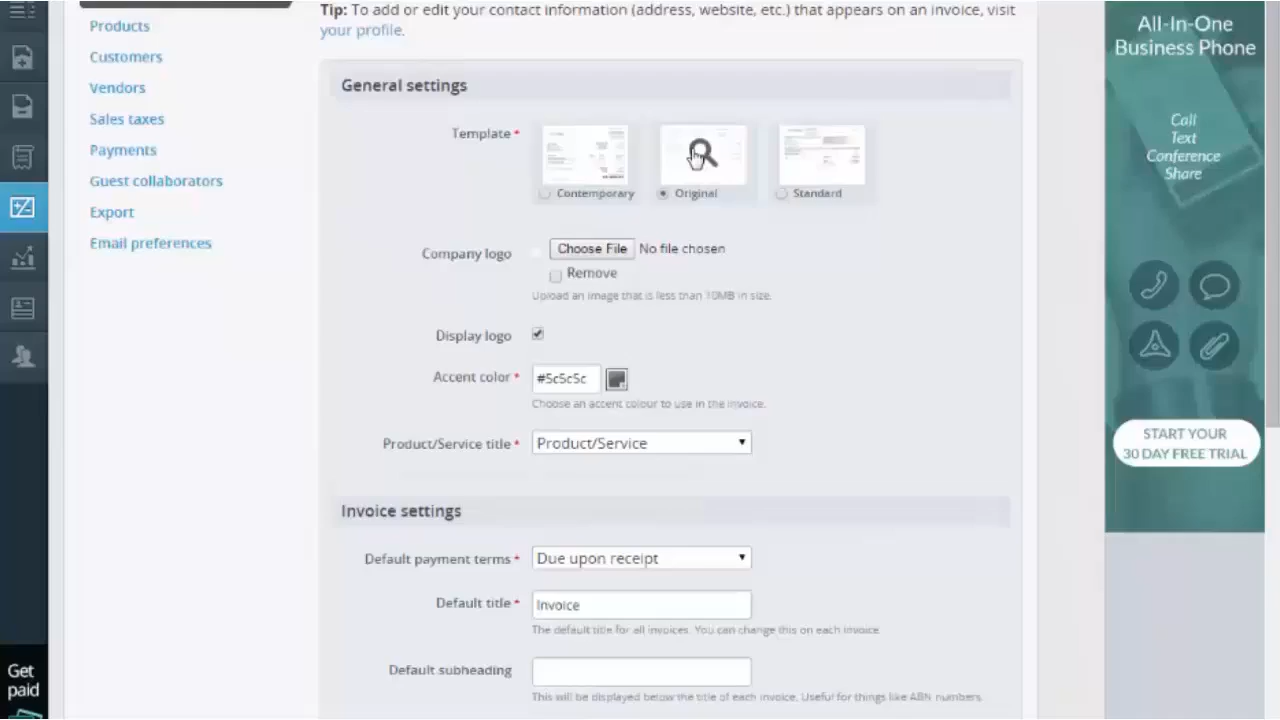 Products
Customers
Vendors
Sales taxes
Payments
Guest collaborators
Export
Email preferences
Get
paid
Tip: To add or edit your contact information (address, website, etc.) that appears on an invoice, visit
your profile.
General settings
Template *
Contemporary
Original
Standard
Company logo
Choose File No file chosen
Remove
Upload an image that is less than 10MB in size.
Display logo
Accent color * #5c5c5c
Choose an accent colour to use in the invoice.
Product/Service title * Product/Service
Invoice settings
Default payment terms * Due upon receipt
Default title * Invoice
The default title for all invoices. You can change this on each invoice.
Default subheading
This will be displayed below the title of each invoice. Useful for things like ABN numbers.
All-In-One
Business Phone
Call
Text
Conference
Share
START YOUR
30 DAY FREE TRIAL